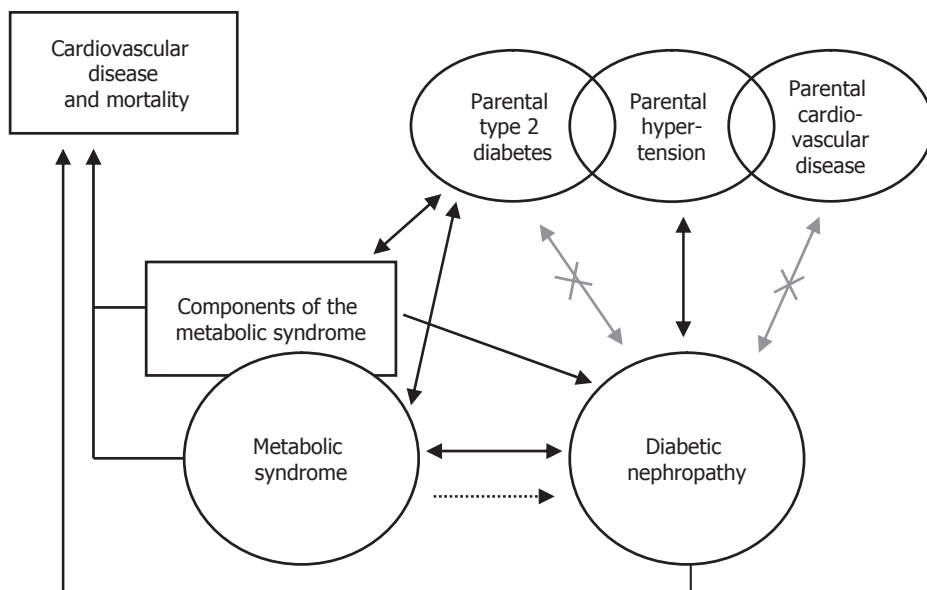 Cardiovascular
disease
and mortality
Parental
type 2
diabetes
Parental
hyper-
tension
Parental
cardio-
vascular
disease
Components of the
metabolic syndrome
Metabolic
syndrome
Diabetic
nephropathy